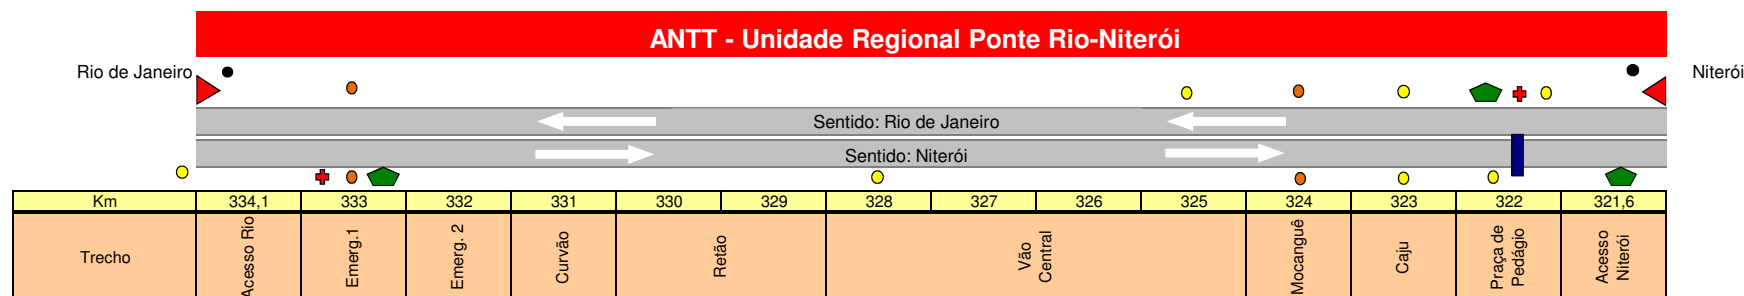 ANTT - Unidade Regional Ponte Rio-Niterói
Rio de Janeiro
Niterói
Sentido: Rio de Janeiro
Sentido: Niterói
Km 334,1 333 332 331 330 329 328 327 326 325 324 323 322 321,6
Trecho
Acesso Rio
Emerg.1
Emerg. 2
Curvão
Retão
Vão
Central
Mocanguê
Caju
Praça de
Pedágio
Acesso
Niterói